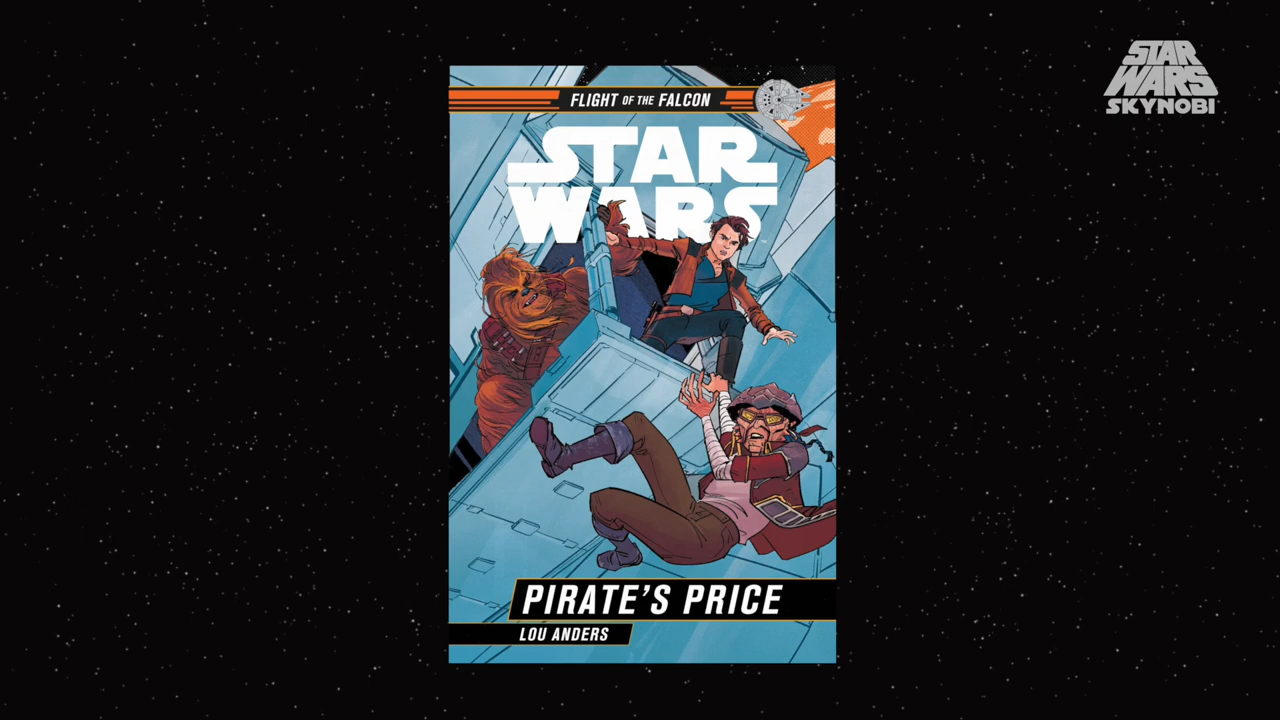 STAR
WARS
SKYNOBI
FLIGHT OF THE FALCON
STAR
WARS
PIRATE'S PRICE
LOU ANDERS